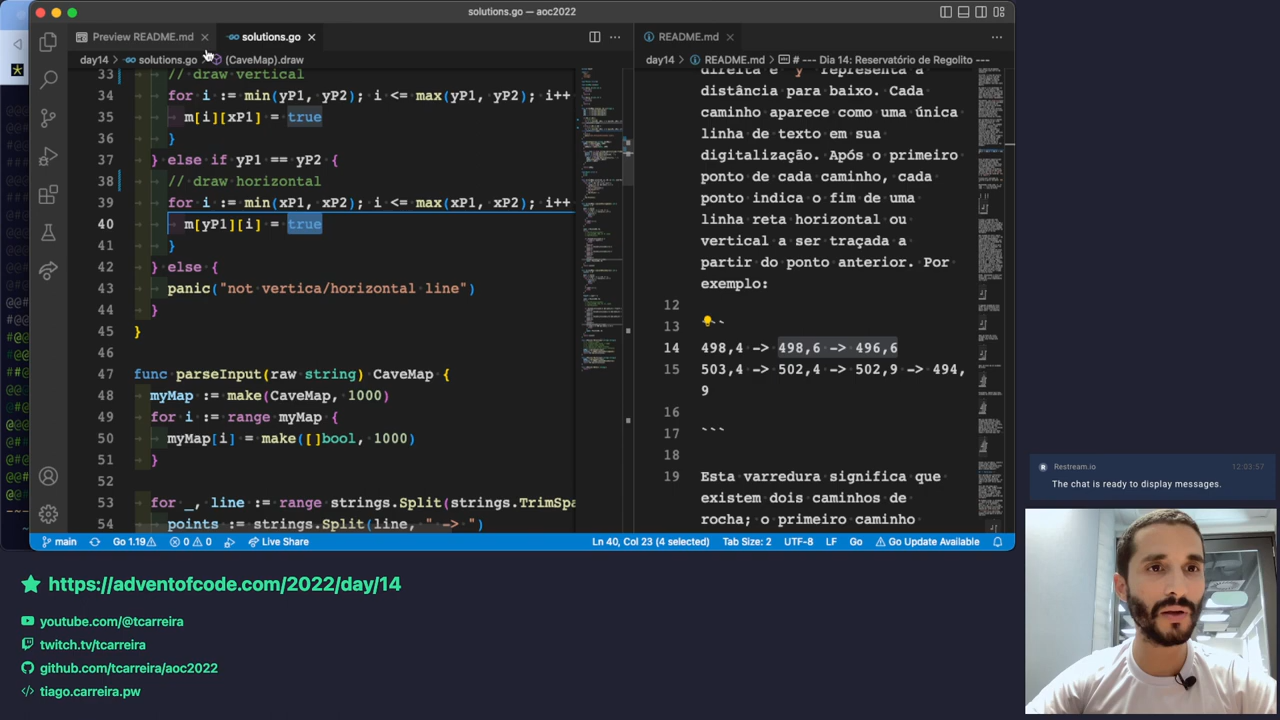 solutions.go — aoc2022
Preview README.md
solutions.go
README.md
day14 > solutions.go > (CaveMap).draw
day14 > README.md > # --- Dia 14: Reservatório de Regolito ---
33 // draw vertical
34 for i := min(yP1, yP2); i <= max(yP1, yP2); i++
35 m[i][xP1] = true
36 }
37 } else if yP1 == yP2 {
38 // draw horizontal
39 for i := min(xP1, xP2); i <= max(xP1, xP2); i++
40 m[yP1][i] = true
41 }
42 } else {
43 panic("not vertica/horizontal line")
44 }
45 }
46
47 func parseInput(raw string) CaveMap {
48 myMap := make(CaveMap, 1000)
49 for i := range myMap {
50 myMap[i] = make([]bool, 1000)
51 }
52
53 for _, line := range strings.Split(strings.TrimSpa
54 points := strings.Split(line, " -> ")
direita e `y` representa a
distância para baixo. Cada
caminho aparece como uma única
linha de texto em sua
digitalização. Após o primeiro
ponto de cada caminho, cada
ponto indica o fim de uma
linha reta horizontal ou
vertical a ser traçada a
partir do ponto anterior. Por
exemplo:
12
13
14 498,4 -> 498,6 -> 496,6
15 503,4 -> 502,4 -> 502,9 -> 494,
9
16
17 ```
18
19 Esta varredura significa que
existem dois caminhos de
rocha; o primeiro caminho
main Go 1.19 0 0 Live Share Ln 40, Col 23 (4 selected) Tab Size: 2 UTF-8 LF Go Go Update Available
Restream.io 12:03:57
The chat is ready to display messages.
https://adventofcode.com/2022/day/14
youtube.com/@tcarreira
twitch.tv/tcarreira
github.com/tcarreira/aoc2022
</> tiago.carreira.pw